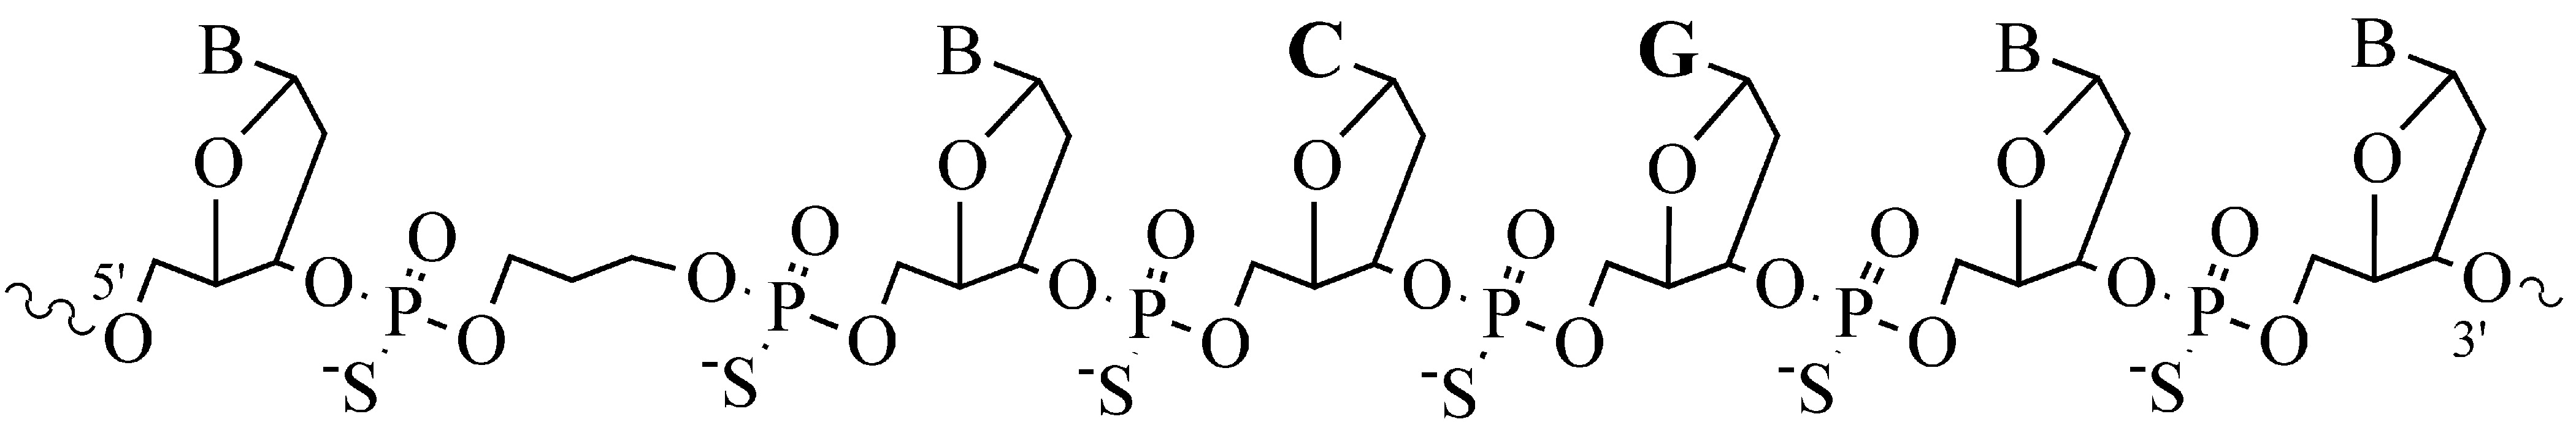 B B C G B B
O O O O O O
O O O O O O
5' O O O O O O O
P P P P P P
O O O O O O O
-S -S -S -S -S -S 3'